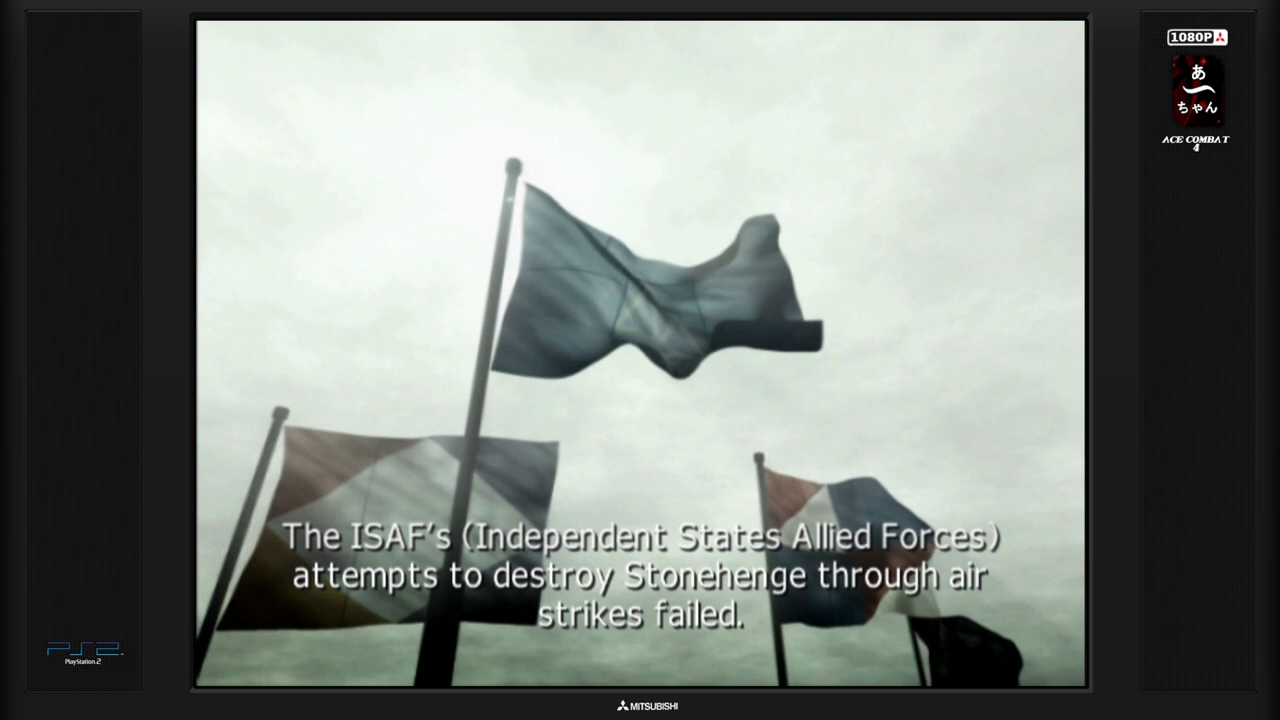 1080P
あ
ー
ちゃん
ACE COMBAT
4
The ISAF's (Independent States Allied Forces)
attempts to destroy Stonehenge through air
strikes failed.
PS2
PlayStation.2
MITSUBISHI